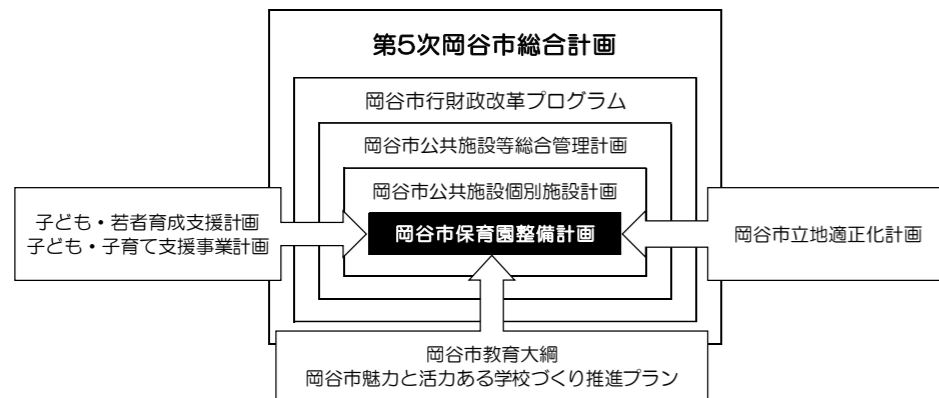 第5次岡谷市総合計画
岡谷市行財政改革プログラム
岡谷市公共施設等総合管理計画
岡谷市公共施設個別施設計画
岡谷市保育園整備計画
子ども・若者育成支援計画
子ども・子育て支援事業計画
岡谷市立地適正化計画
岡谷市教育大綱
岡谷市魅力と活力ある学校づくり推進プラン